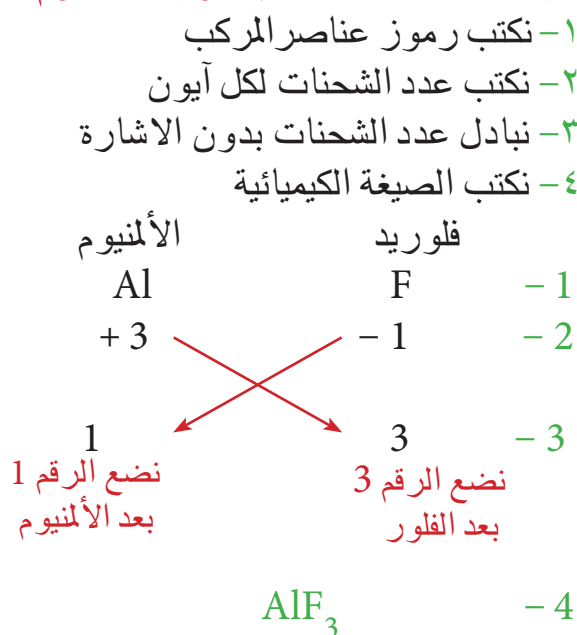 ١- نكتب رموز عناصر المركب
٢- نكتب عدد الشحنات لكل آيون
٣- نبادل عدد الشحنات بدون الاشارة
٤- نكتب الصيغة الكيميائية
فلوريد الألمنيوم
1 - F Al
2 - - 1 + 3
3 - 3 1
نضع الرقم 3 نضع الرقم 1
بعد الفلور بعد الألمنيوم
4 - AlF₃